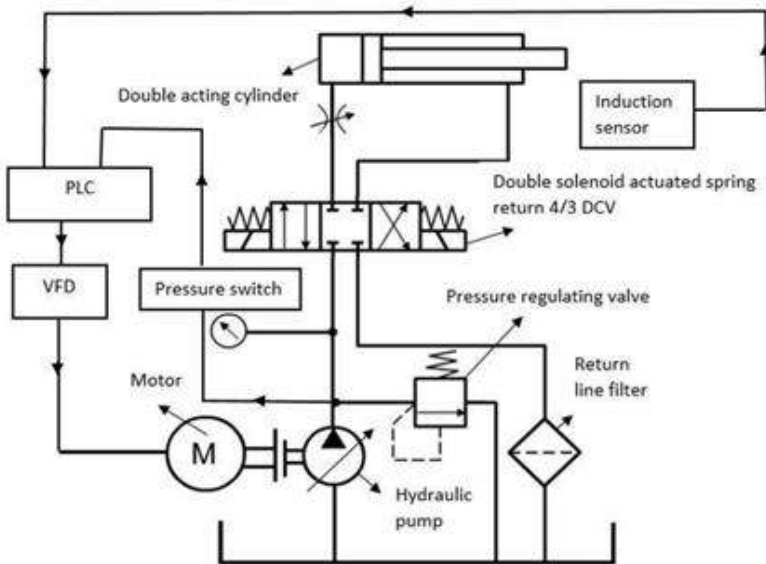 Double acting cylinder
Induction
sensor
PLC
Double solenoid actuated spring
return 4/3 DCV
VFD
Pressure switch
Pressure regulating valve
Motor
Return
line filter
M
Hydraulic
pump